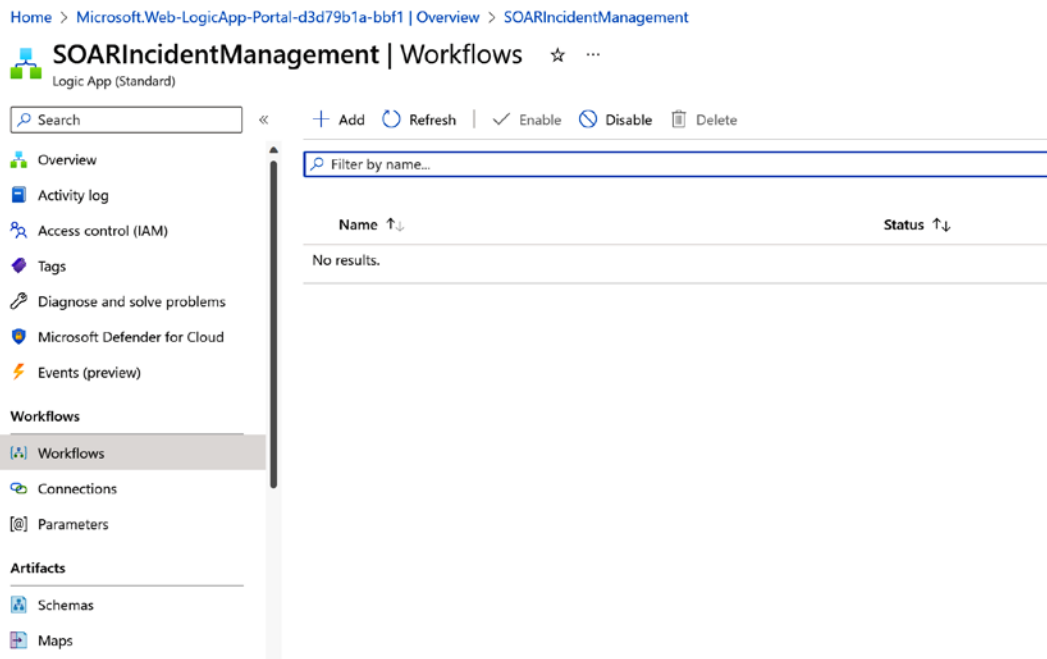 Home > Microsoft.Web-LogicApp-Portal-d3d79b1a-bbf1 | Overview > SOARIncidentManagement
SOARIncidentManagement | Workflows ☆ ...
Logic App (Standard)
Search «
+ Add Refresh | Enable Disable Delete
Filter by name...
Overview
Activity log
Access control (IAM)
Tags
Diagnose and solve problems
Microsoft Defender for Cloud
Events (preview)
Workflows
Workflows
Connections
[@] Parameters
Artifacts
Schemas
Maps
Name ↑↓ Status ↑↓
No results.